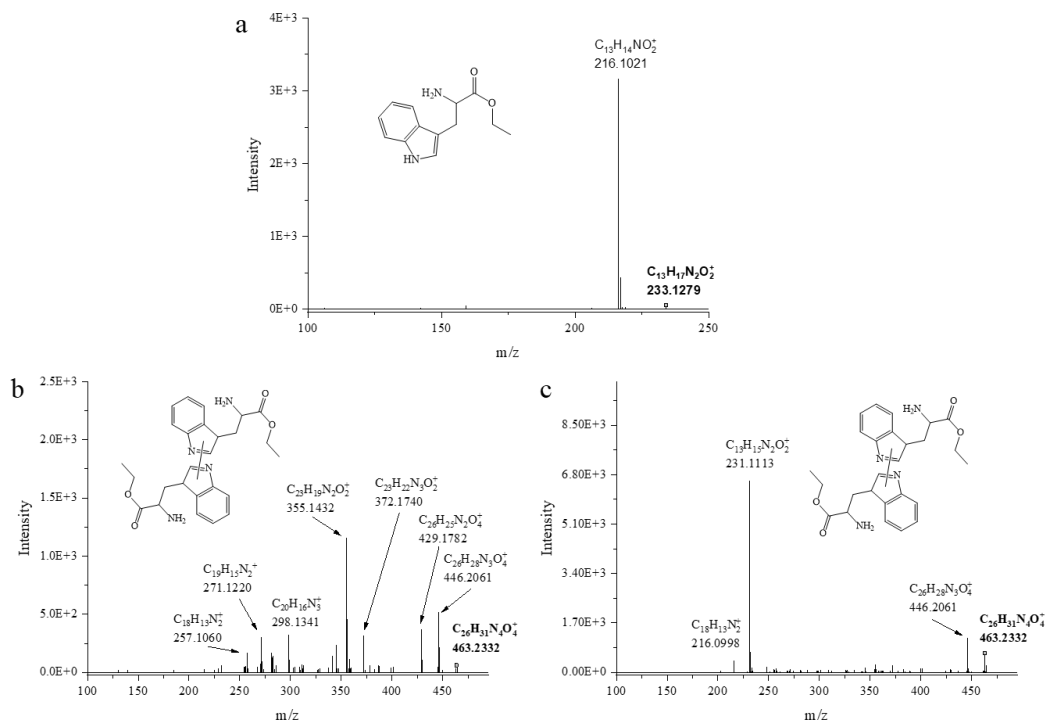 a
4E+3
3E+3
2E+3
1E+3
0E+0
Intensity
100
150
200
250
m/z
C13H14NO2+
216.1021
C13H17N2O2+
233.1279
H2N
O
O
HN
b
2.5E+3
2.0E+3
1.5E+3
1.0E+3
5.0E+2
0.0E+0
Intensity
100
150
200
250
300
350
400
450
m/z
H2N
O
O
N
N
O
O
NH2
C23H19N2O2+
355.1432
C23H22N3O2+
372.1740
C26H25N2O4+
429.1782
C26H28N3O4+
446.2061
C19H15N2+
271.1220
C20H16N3+
298.1341
C18H13N2+
257.1060
C26H31N4O4+
463.2332
c
8.50E+3
6.80E+3
5.10E+3
3.40E+3
1.70E+3
0.00E+3
Intensity
100
150
200
250
300
350
400
450
m/z
H2N
O
O
N
N
O
O
NH2
C13H15N2O2+
231.1113
C18H13N2+
216.0998
C26H28N3O4+
446.2061
C26H31N4O4+
463.2332